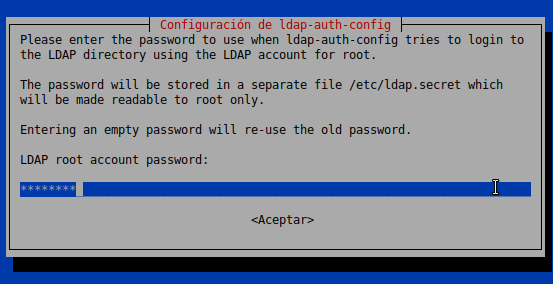 Configuración de ldap-auth-config
Please enter the password to use when ldap-auth-config tries to login to
the LDAP directory using the LDAP account for root.
The password will be stored in a separate file /etc/ldap.secret which
will be made readable to root only.
Entering an empty password will re-use the old password.
LDAP root account password:
********
<Aceptar>